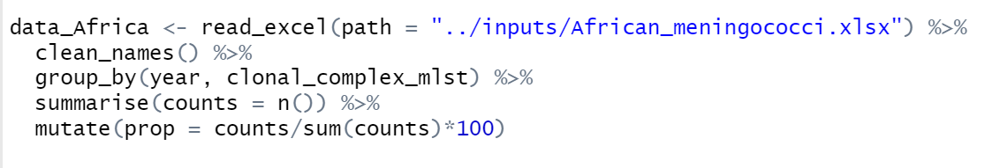 data_Africa <- read_excel(path = "../inputs/African_meningococci.xlsx") %>%
  clean_names() %>%
  group_by(year, clonal_complex_mlst) %>%
  summarise(counts = n()) %>%
  mutate(prop = counts/sum(counts)*100)